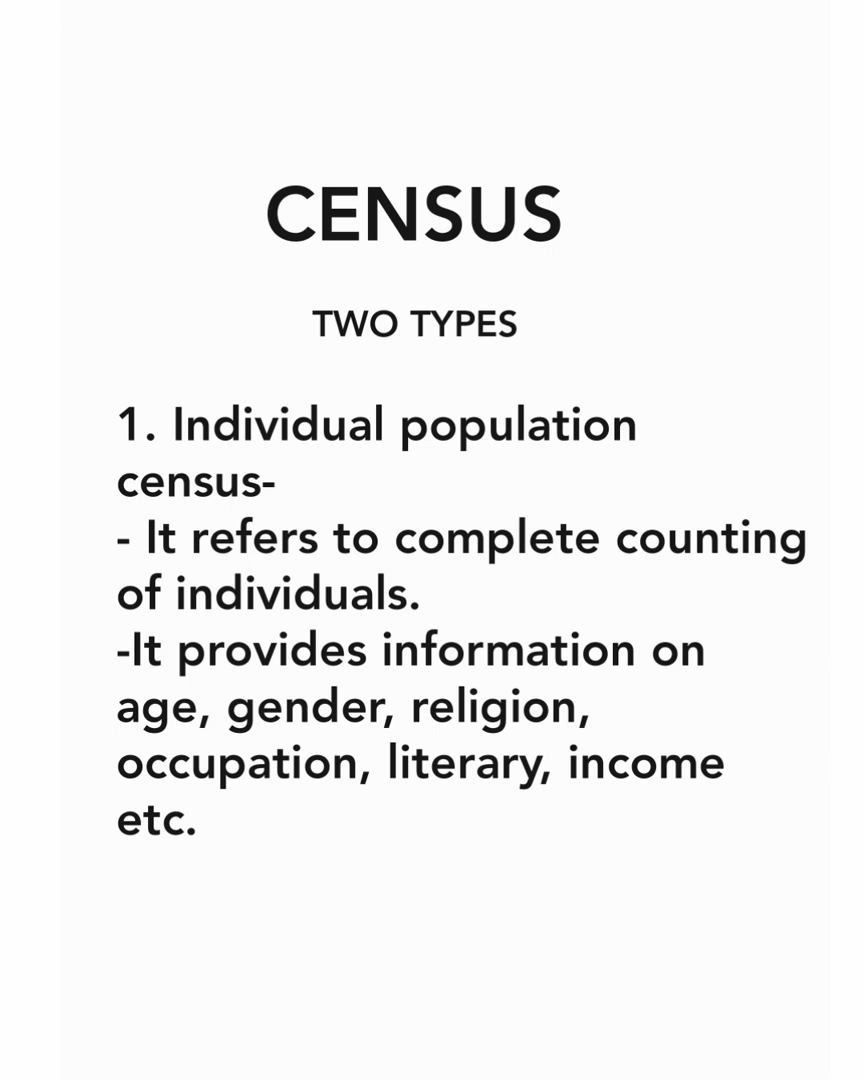 CENSUS
TWO TYPES
1. Individual population
census-
- It refers to complete counting
of individuals.
-It provides information on
age, gender, religion,
occupation, literary, income
etc.